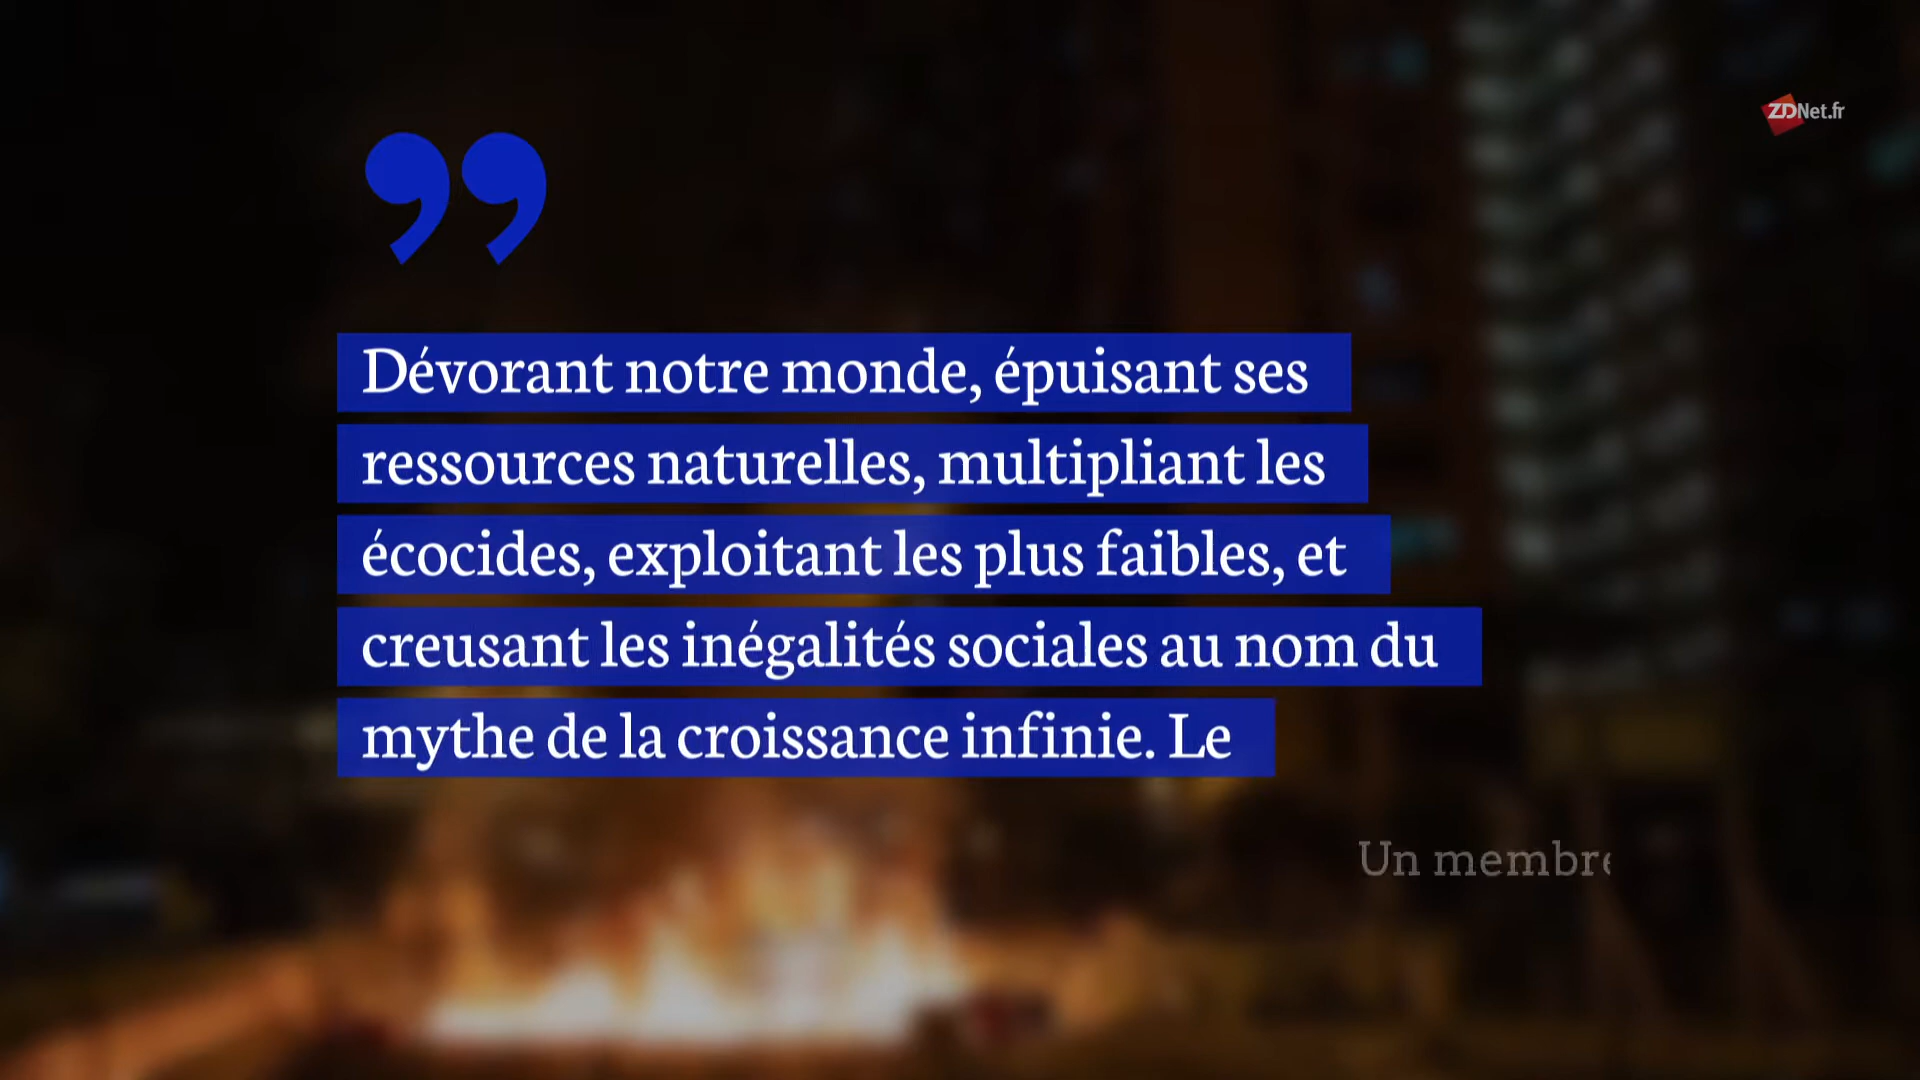 ZDNet.fr
Dévorant notre monde, épuisant ses
ressources naturelles, multipliant les
écocides, exploitant les plus faibles, et
creusant les inégalités sociales au nom du
mythe de la croissance infinie. Le
Un membre